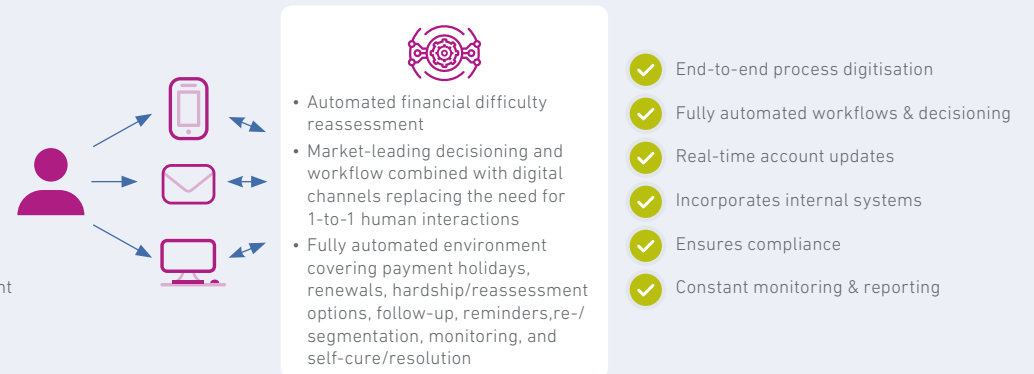 • Automated financial difficulty
reassessment
• Market-leading decisioning and
workflow combined with digital
channels replacing the need for
1-to-1 human interactions
• Fully automated environment
covering payment holidays,
renewals, hardship/reassessment
options, follow-up, reminders,re-/
segmentation, monitoring, and
self-cure/resolution
End-to-end process digitisation
Fully automated workflows & decisioning
Real-time account updates
Incorporates internal systems
Ensures compliance
Constant monitoring & reporting